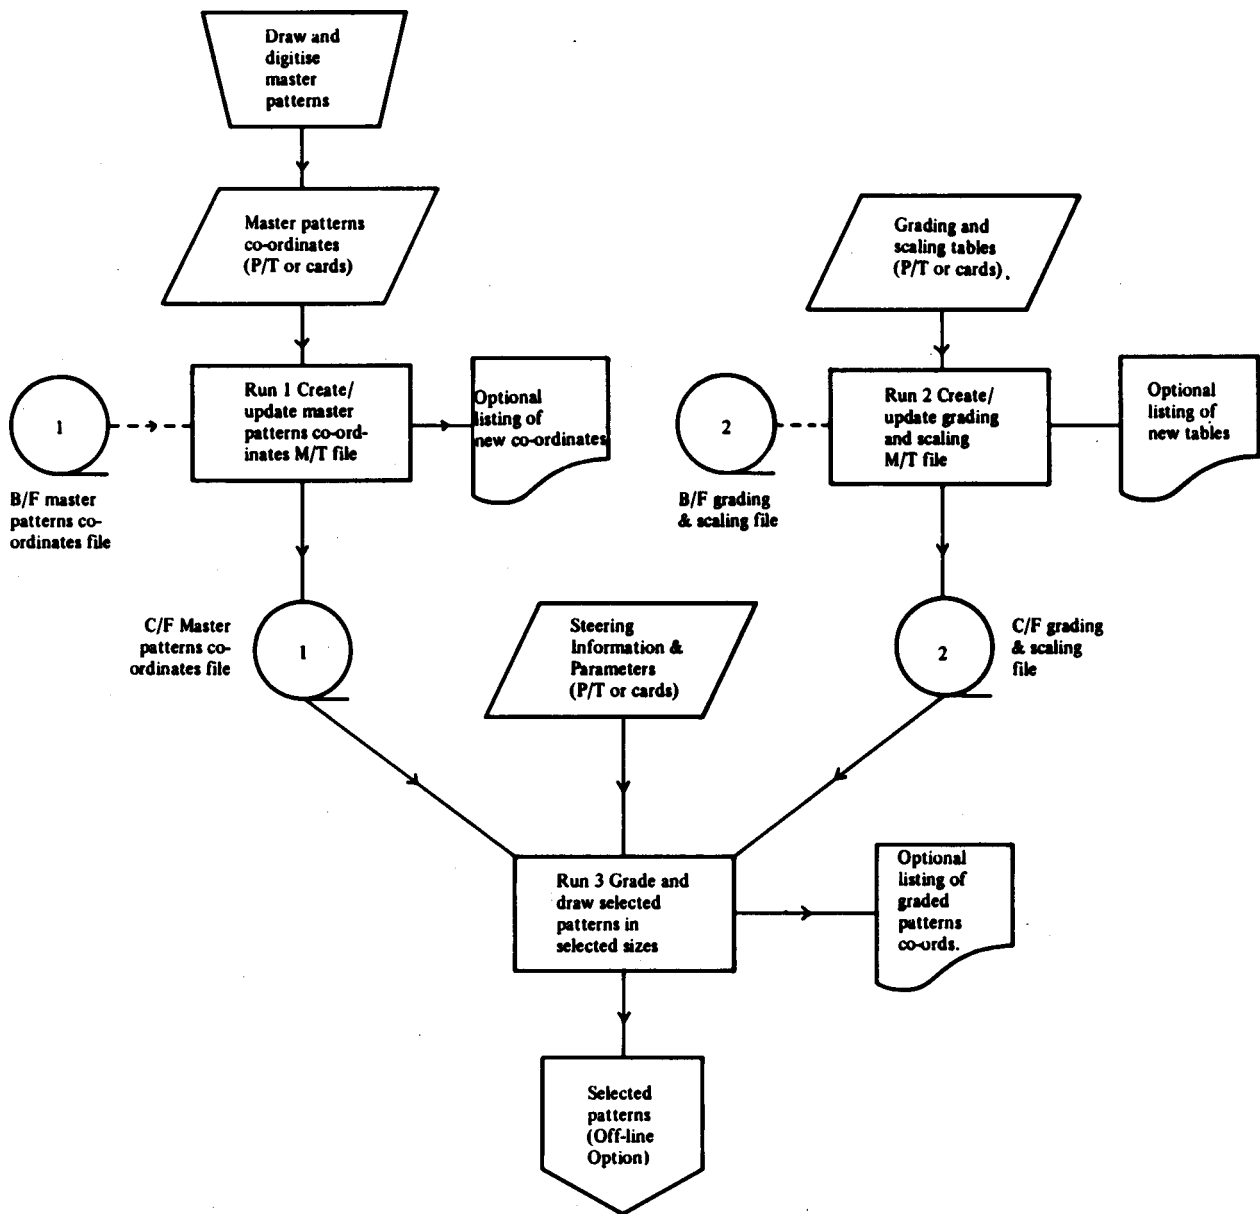 Draw and
digitise
master
patterns
Master patterns
co-ordinates
(P/T or cards)
Grading and
scaling tables
(P/T or cards).
1
Run 1 Create/
update master
patterns co-ord-
inates M/T file
Optional
listing of
new co-ordinates
2
Run 2 Create/
update grading
and scaling
M/T file
Optional
listing of
new tables
B/F master
patterns co-
ordinates file
B/F grading
& scaling file
C/F Master
patterns co-
ordinates file
1
Steering
Information &
Parameters
(P/T or cards)
2
C/F grading
& scaling
file
Run 3 Grade and
draw selected
patterns in
selected sizes
Optional
listing of
graded
patterns
co-ords.
Selected
patterns
(Off-line
Option)